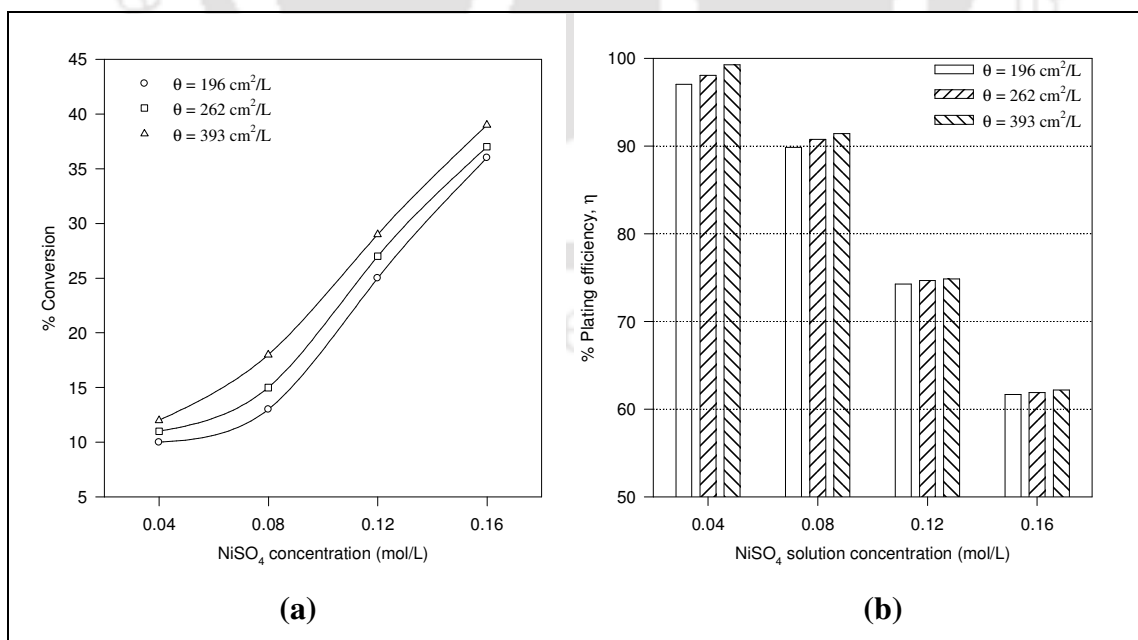 45
40
35
30
25
20
15
10
5
% Conversion
θ = 196 cm²/L
θ = 262 cm²/L
θ = 393 cm²/L
0.04 0.08 0.12 0.16
NiSO₄ concentration (mol/L)
(a)
100
90
80
70
60
50
% Plating efficiency, η
θ = 196 cm²/L
θ = 262 cm²/L
θ = 393 cm²/L
0.04 0.08 0.12 0.16
NiSO₄ solution concentration (mol/L)
(b)